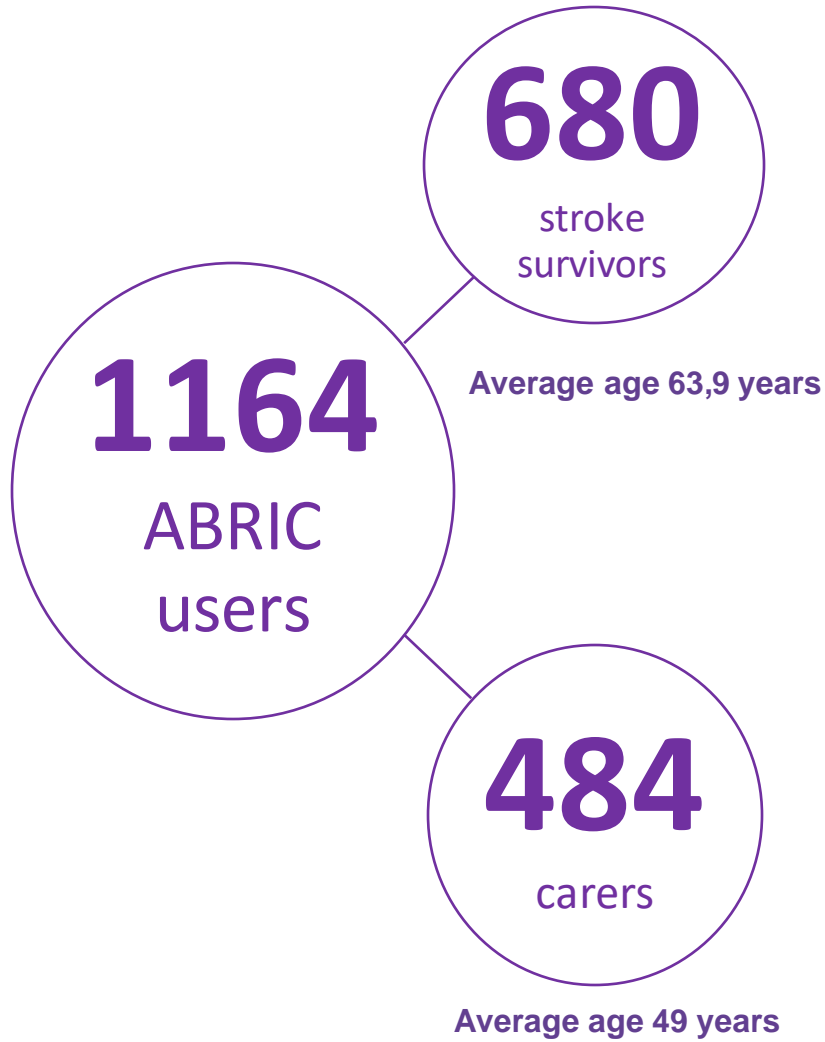 680
stroke
survivors
Average age 63,9 years
1164
ABRIC
users
484
carers
Average age 49 years